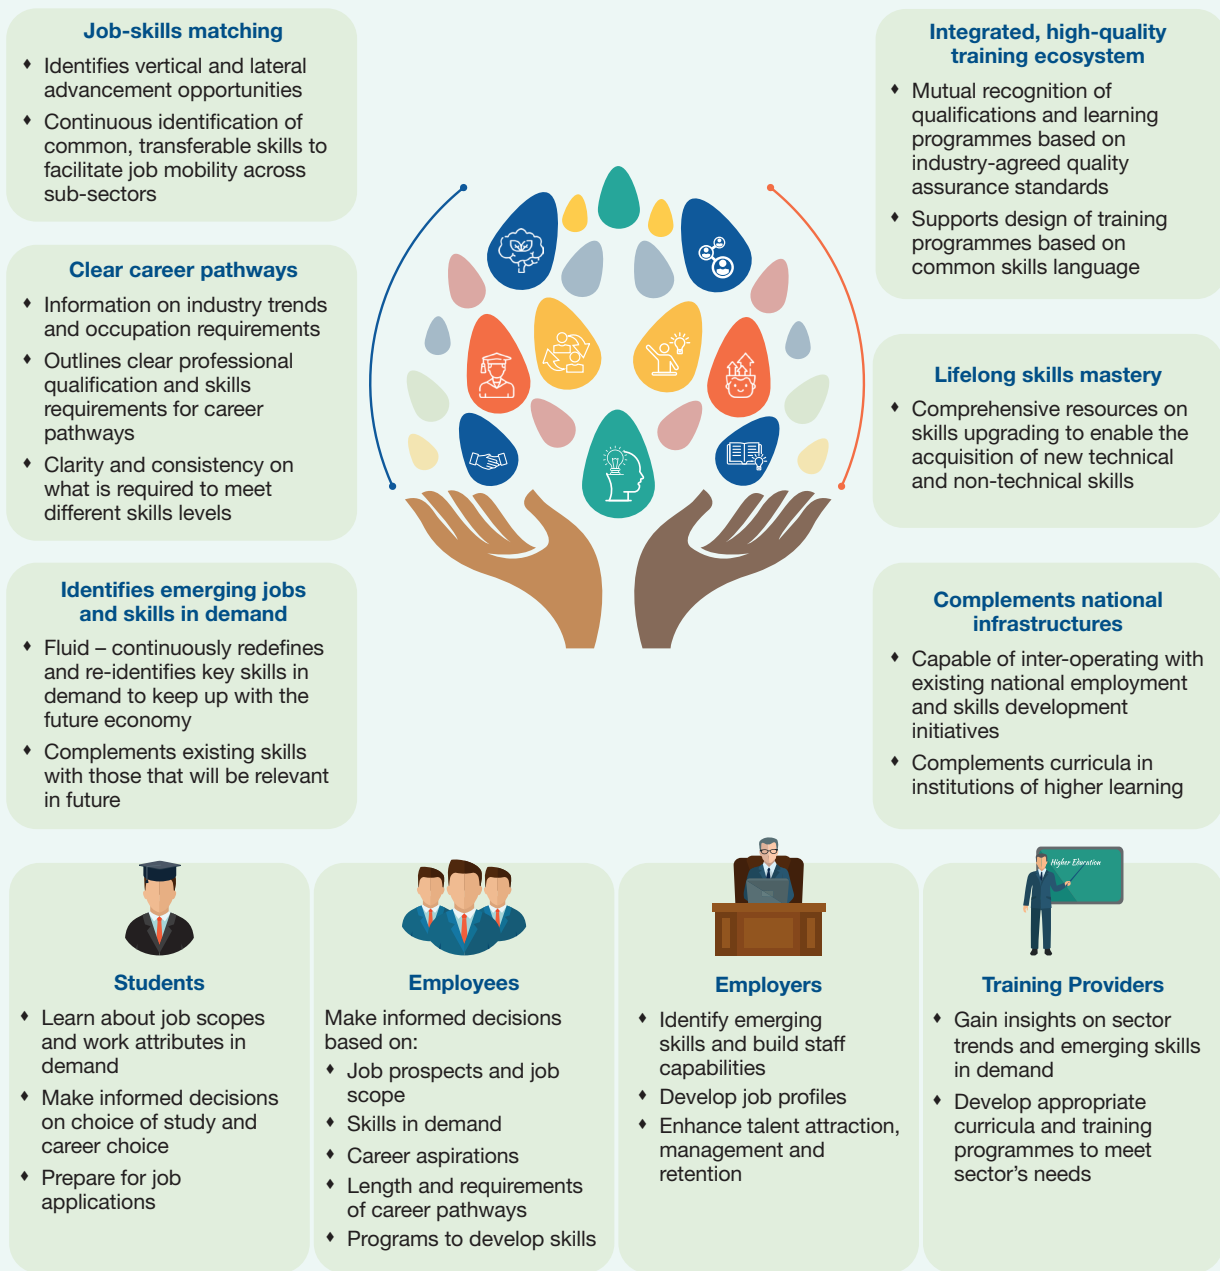 Job-skills matching
♦ Identifies vertical and lateral
advancement opportunities
♦ Continuous identification of
common, transferable skills to
facilitate job mobility across
sub-sectors
Clear career pathways
♦ Information on industry trends
and occupation requirements
♦ Outlines clear professional
qualification and skills
requirements for career
pathways
♦ Clarity and consistency on
what is required to meet
different skills levels
Identifies emerging jobs
and skills in demand
♦ Fluid – continuously redefines
and re-identifies key skills in
demand to keep up with the
future economy
♦ Complements existing skills
with those that will be relevant
in future
Integrated, high-quality
training ecosystem
♦ Mutual recognition of
qualifications and learning
programmes based on
industry-agreed quality
assurance standards
♦ Supports design of training
programmes based on
common skills language
Lifelong skills mastery
♦ Comprehensive resources on
skills upgrading to enable the
acquisition of new technical
and non-technical skills
Complements national
infrastructures
♦ Capable of inter-operating with
existing national employment
and skills development
initiatives
♦ Complements curricula in
institutions of higher learning
Students
♦ Learn about job scopes
and work attributes in
demand
♦ Make informed decisions
on choice of study and
career choice
♦ Prepare for job
applications
Employees
Make informed decisions
based on:
♦ Job prospects and job
scope
♦ Skills in demand
♦ Career aspirations
♦ Length and requirements
of career pathways
♦ Programs to develop skills
Employers
♦ Identify emerging
skills and build staff
capabilities
♦ Develop job profiles
♦ Enhance talent attraction,
management and
retention
Higher
Training Providers
♦ Gain insights on sector
trends and emerging skills
in demand
♦ Develop appropriate
curricula and training
programmes to meet
sector's needs